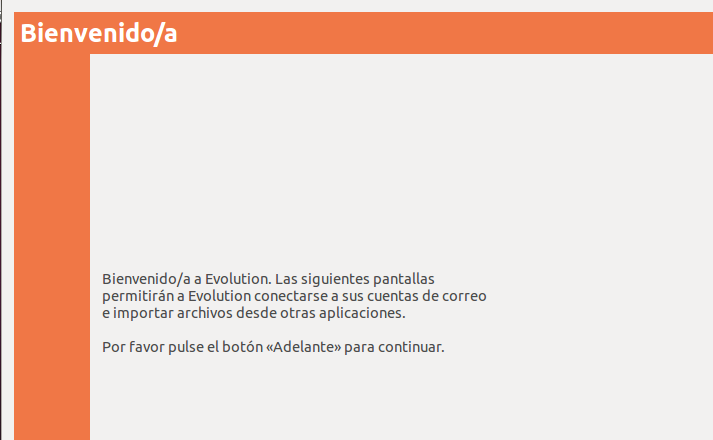 Bienvenido/a
Bienvenido/a a Evolution. Las siguientes pantallas
permitirán a Evolution conectarse a sus cuentas de correo
e importar archivos desde otras aplicaciones.
Por favor pulse el botón «Adelante» para continuar.